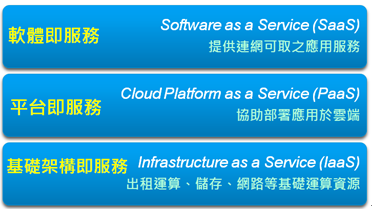 軟體即服務
Software as a Service (SaaS)
提供連網可取之應用服務
平台即服務
Cloud Platform as a Service (PaaS)
協助部署應用於雲端
基礎架構即服務
Infrastructure as a Service (IaaS)
出租運算、儲存、網路等基礎運算資源